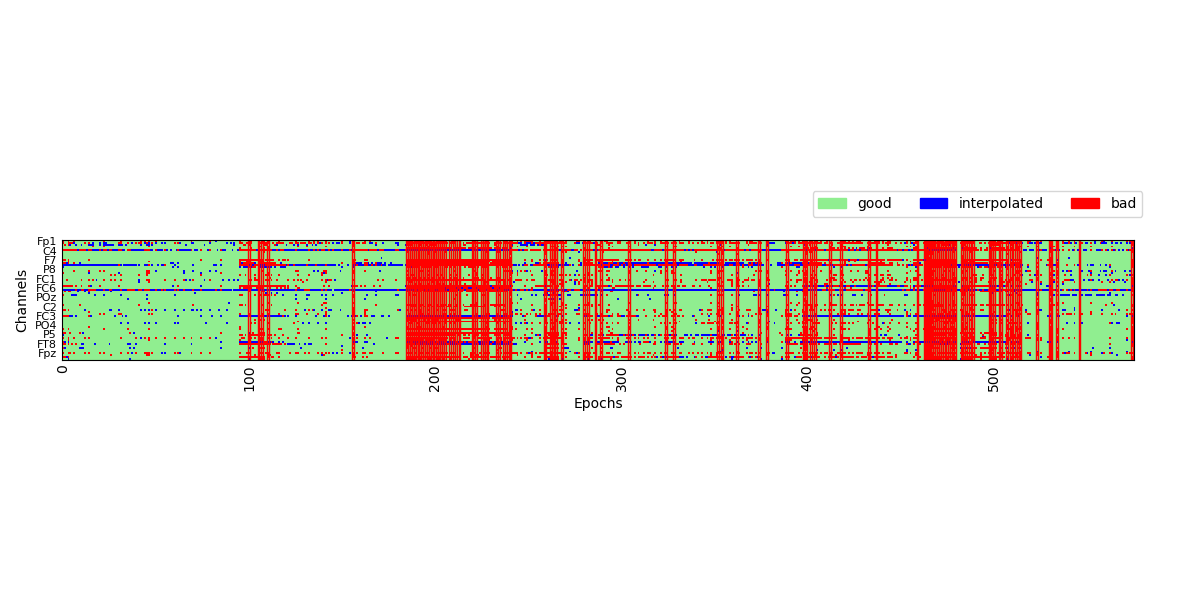 good interpolated bad
Fp1
C4
F7
P8
FC1
FC6
POz
C2
FC3
PO4
P5
FT8
Fpz
Channels
0 100 200 300 400 500
Epochs